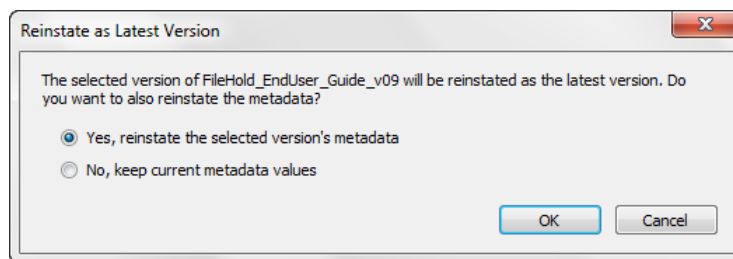 Reinstate as Latest Version
The selected version of FileHold_EndUser_Guide_v09 will be reinstated as the latest version. Do
you want to also reinstate the metadata?
Yes, reinstate the selected version's metadata
No, keep current metadata values
OK Cancel